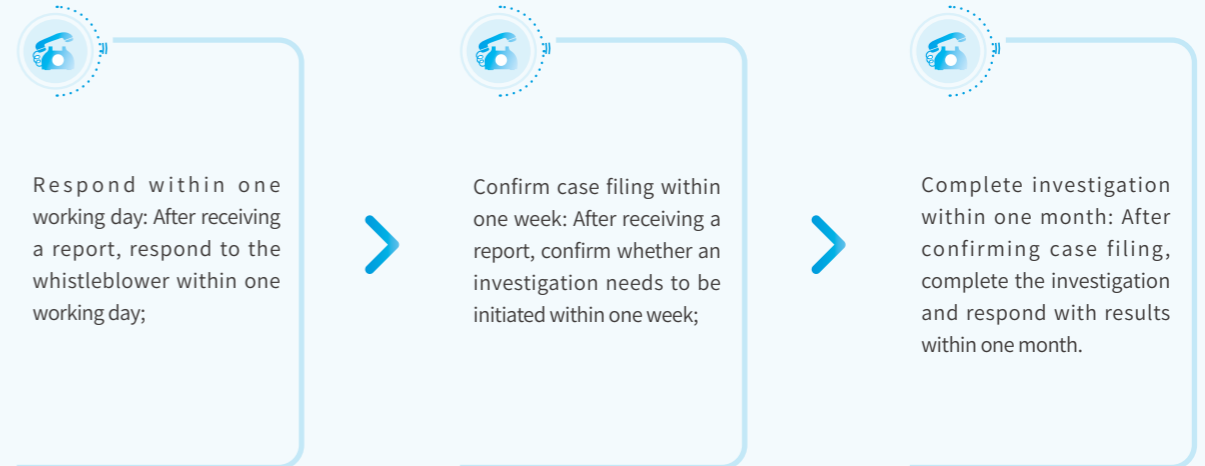 Respond within one
working day: After receiving
a report, respond to the
whistleblower within one
working day;
Confirm case filing within
one week: After receiving a
report, confirm whether an
investigation needs to be
initiated within one week;
Complete investigation
within one month: After
confirming case filing,
complete the investigation
and respond with results
within one month.